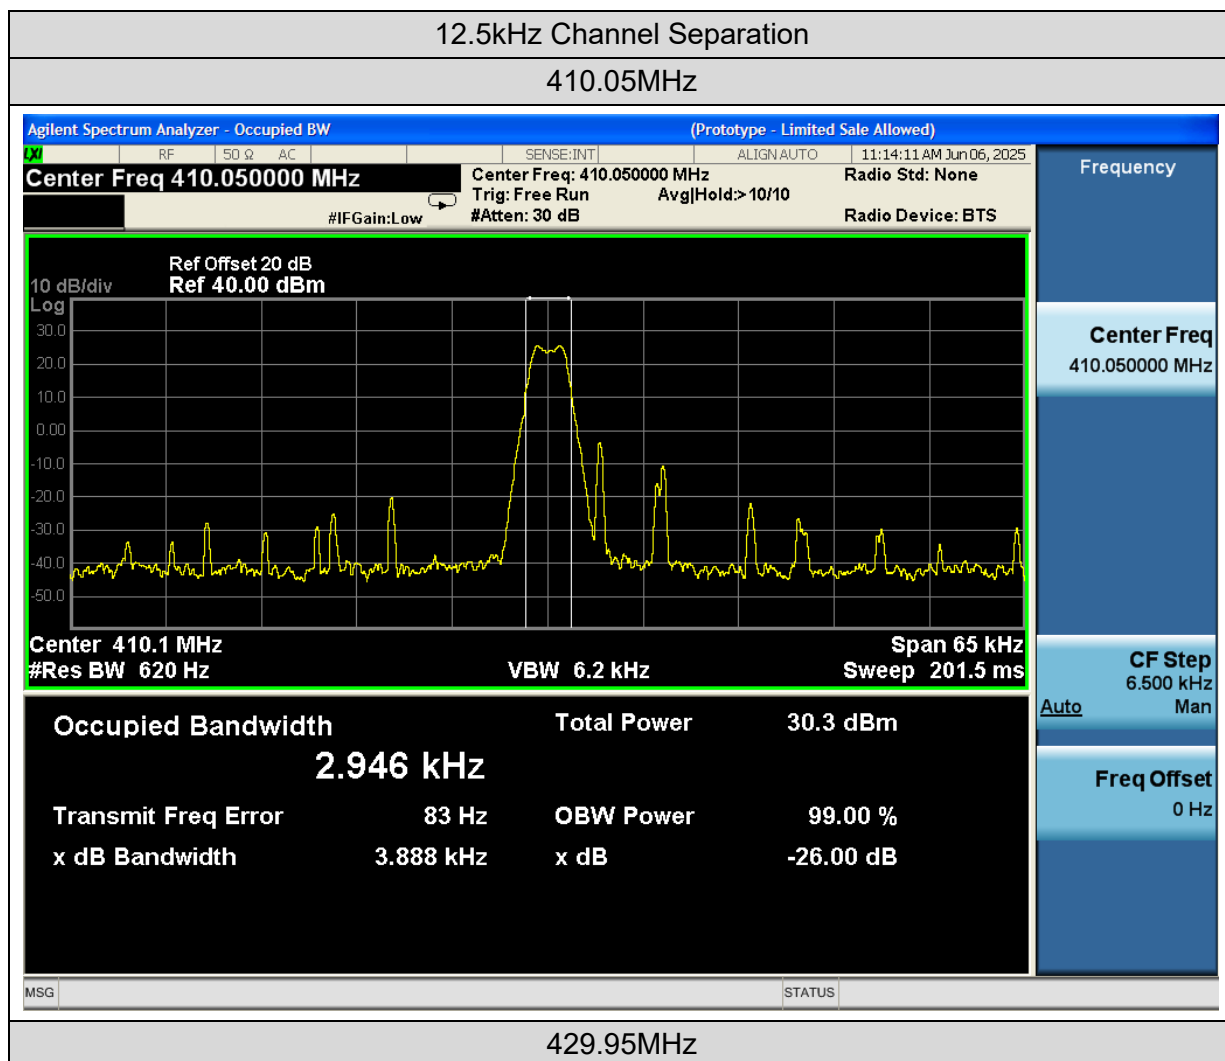 12.5kHz Channel Separation
410.05MHz
Agilent Spectrum Analyzer - Occupied BW (Prototype - Limited Sale Allowed)
LXI RF 50 Ω AC SENSE:INT ALIGN AUTO 11:14:11 AM Jun 06, 2025
Center Freq 410.050000 MHz Center Freq: 410.050000 MHz Radio Std: None Frequency
Trig: Free Run Avg|Hold:> 10/10
#IFGain:Low #Atten: 30 dB Radio Device: BTS
Ref Offset 20 dB
10 dB/div Ref 40.00 dBm
Log
30.0
20.0
10.0
0.00
-10.0
-20.0
-30.0
-40.0
-50.0
Center 410.1 MHz Span 65 kHz
#Res BW 620 Hz VBW 6.2 kHz Sweep 201.5 ms
Center Freq
410.050000 MHz
CF Step
6.500 kHz
Auto Man
Freq Offset
0 Hz
Occupied Bandwidth Total Power 30.3 dBm
2.946 kHz
Transmit Freq Error 83 Hz OBW Power 99.00 %
x dB Bandwidth 3.888 kHz x dB -26.00 dB
MSG STATUS
429.95MHz